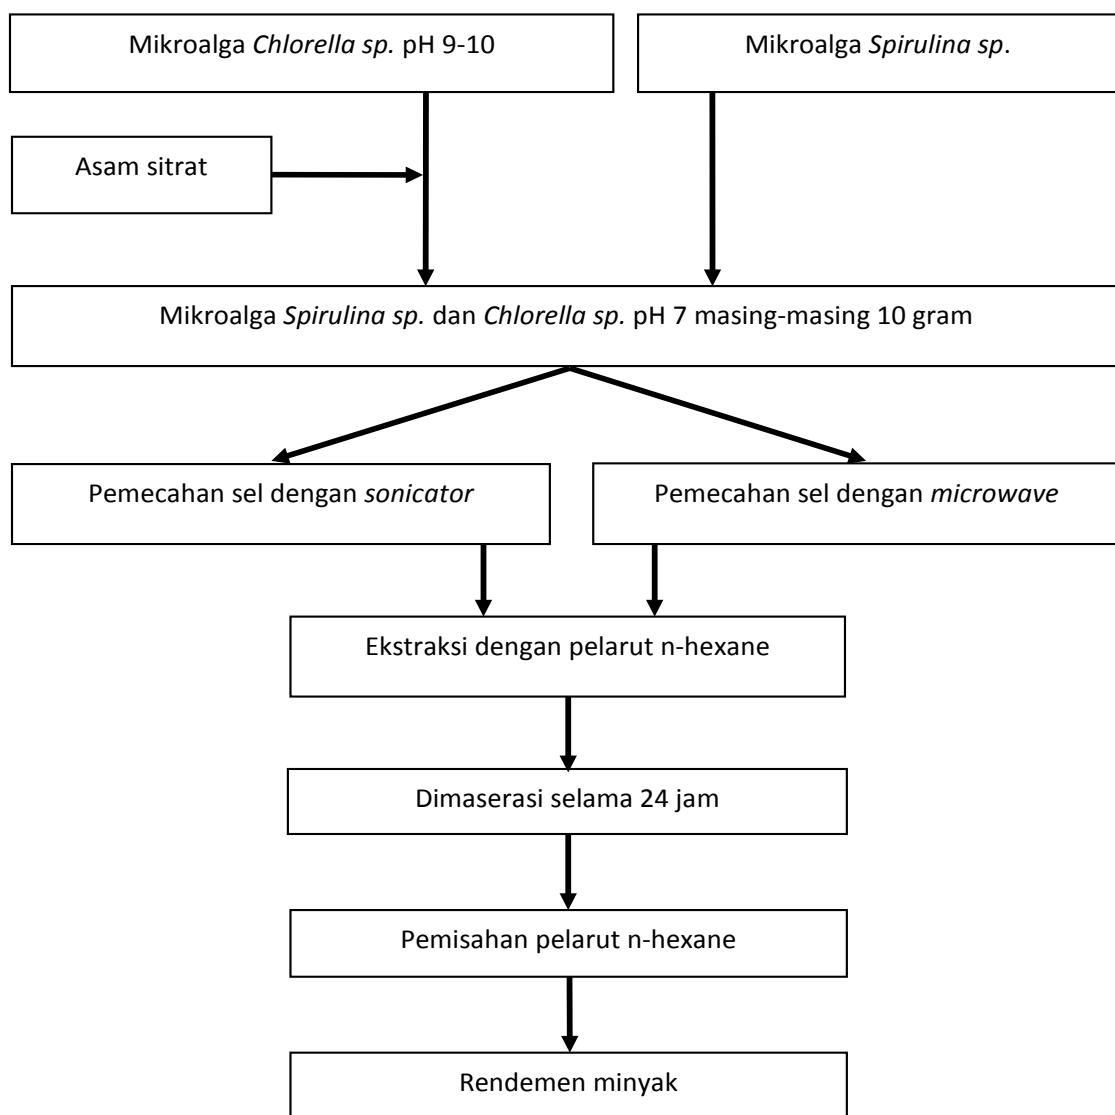 Mikroalga Chlorella sp. pH 9-10
Mikroalga Spirulina sp.
Asam sitrat
Mikroalga Spirulina sp. dan Chlorella sp. pH 7 masing-masing 10 gram
Pemecahan sel dengan sonicator
Pemecahan sel dengan microwave
Ekstraksi dengan pelarut n-hexane
Dimaserasi selama 24 jam
Pemisahan pelarut n-hexane
Rendemen minyak